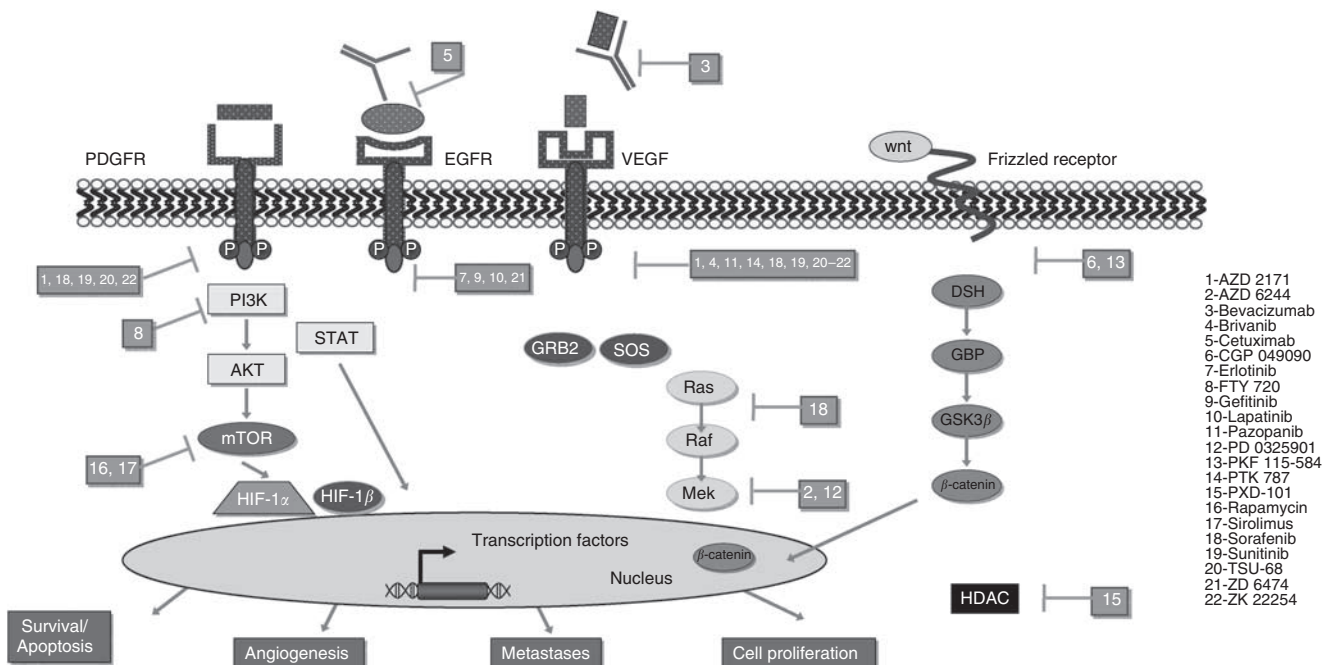 5
3
PDGFR
EGFR
VEGF
wnt
Frizzled receptor
P P
P P
P P
1, 18, 19, 20, 22
7, 9, 10, 21
1, 4, 11, 14, 18, 19, 20–22
6, 13
PI3K
8
STAT
AKT
mTOR
16, 17
HIF-1α
HIF-1β
GRB2
SOS
Ras
18
Raf
Mek
2, 12
DSH
GBP
GSK3β
β-catenin
Transcription factors
β-catenin
Nucleus
HDAC
15
Survival/
Apoptosis
Angiogenesis
Metastases
Cell proliferation
1-AZD 2171
2-AZD 6244
3-Bevacizumab
4-Brivanib
5-Cetuximab
6-CGP 049090
7-Erlotinib
8-FTY 720
9-Gefitinib
10-Lapatinib
11-Pazopanib
12-PD 0325901
13-PKF 115-584
14-PTK 787
15-PXD-101
16-Rapamycin
17-Sirolimus
18-Sorafenib
19-Sunitinib
20-TSU-68
21-ZD 6474
22-ZK 22254